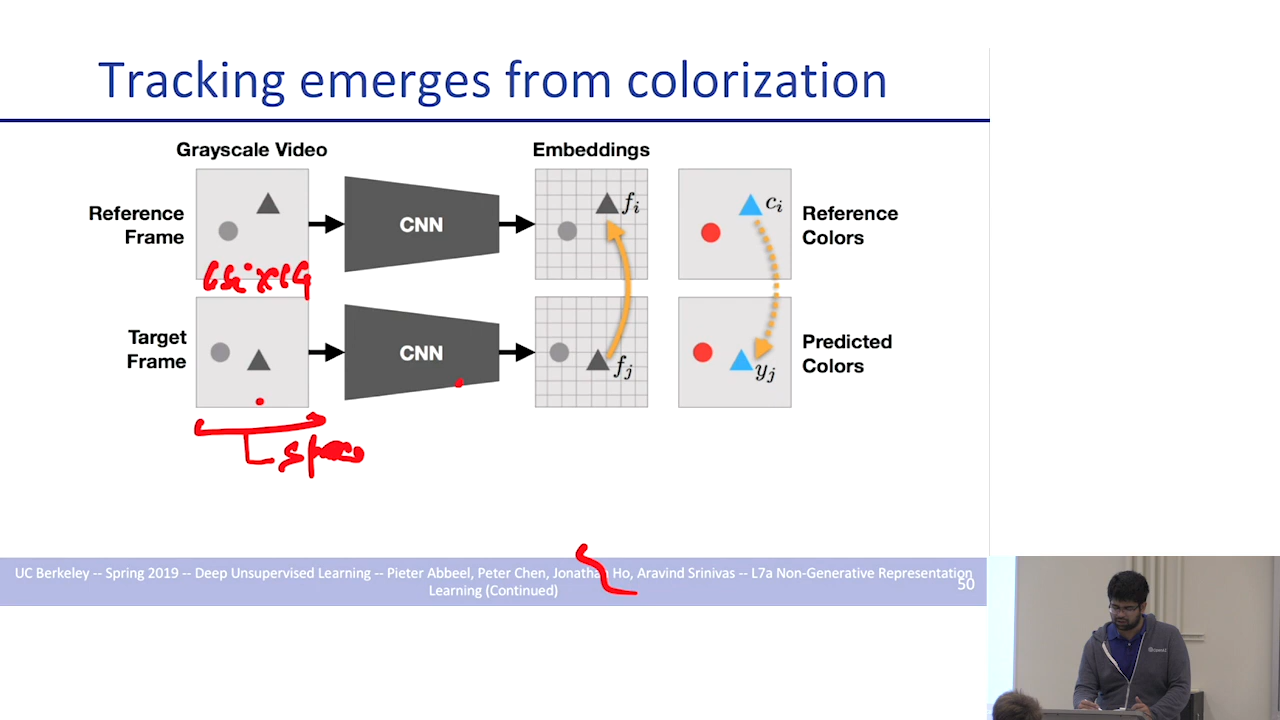 Tracking emerges from colorization
Grayscale Video
Embeddings
Reference
Frame
CNN
f_i
c_i
Reference
Colors
Target
Frame
CNN
f_j
y_j
Predicted
Colors
UC Berkeley -- Spring 2019 -- Deep Unsupervised Learning -- Pieter Abbeel, Peter Chen, Jonathan Ho, Aravind Srinivas -- L7a Non-Generative Representation
Learning (Continued)
50